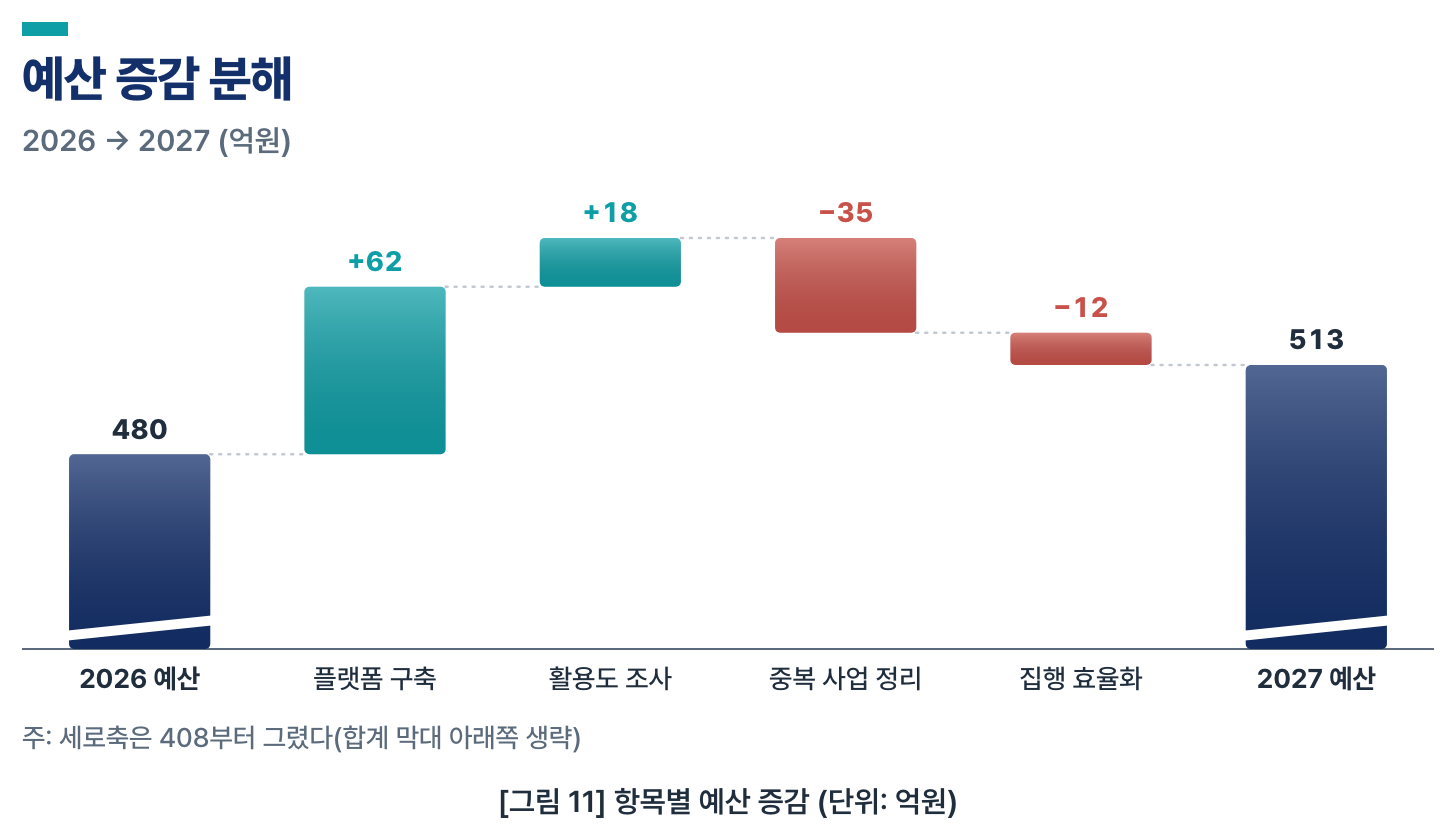 예산 증감 분해
2026 → 2027 (억원)
+62
+18
−35
−12
480
513
2026 예산
플랫폼 구축
활용도 조사
중복 사업 정리
집행 효율화
2027 예산
주: 세로축은 408부터 그렸다(합계 막대 아래쪽 생략)
[그림 11] 항목별 예산 증감 (단위: 억원)